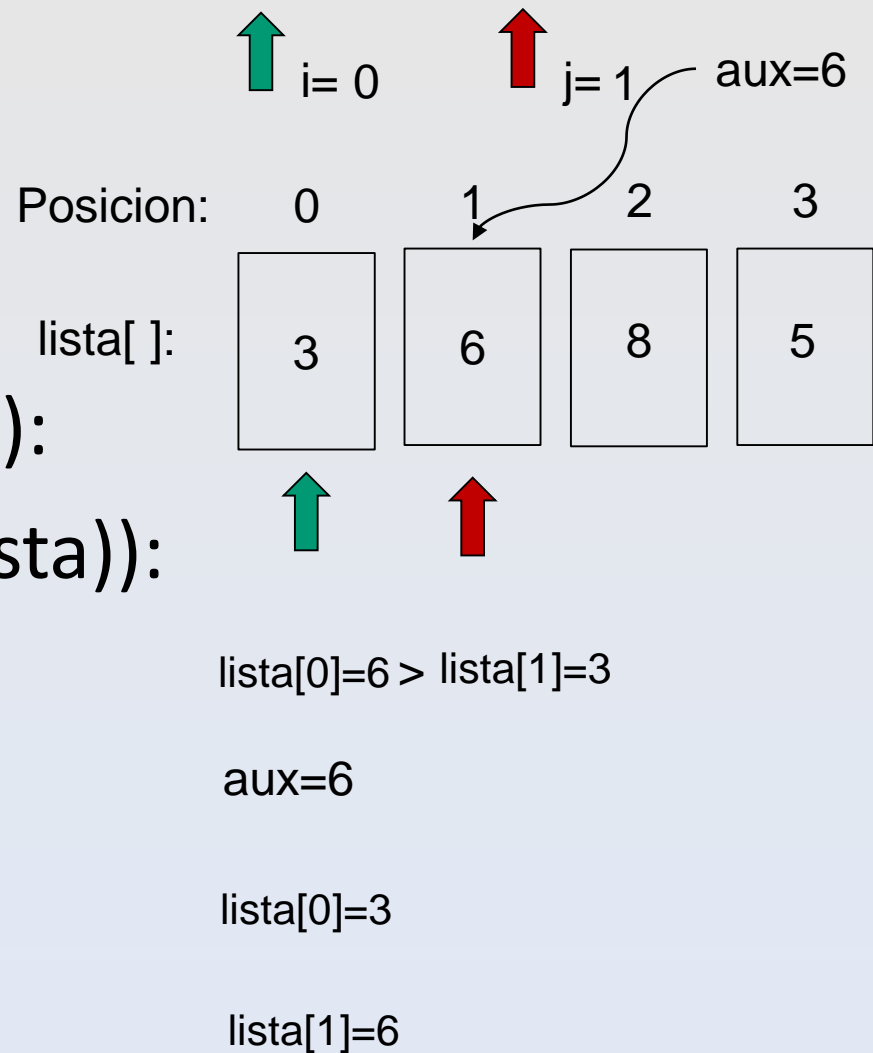 i= 0 j= 1 aux=6
Posicion: 0 1 2 3
lista[ ]: 3 6 8 5
):
sta)):
lista[0]=6 > lista[1]=3
aux=6
lista[0]=3
lista[1]=6